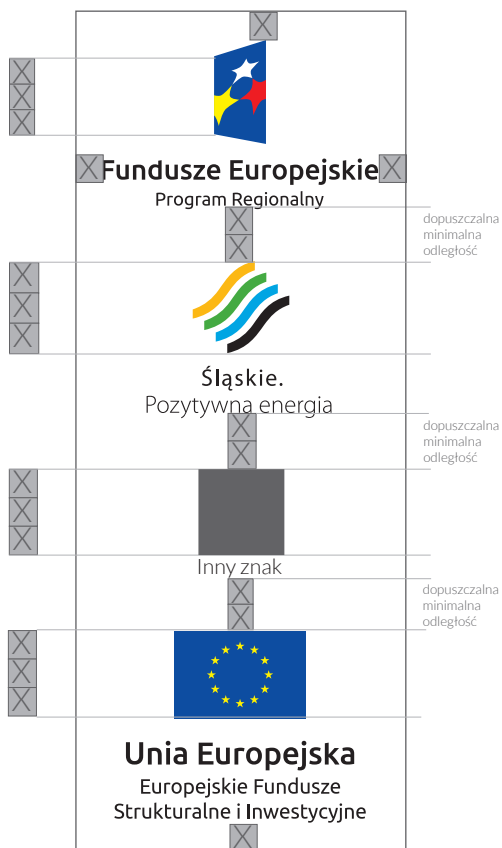 X
X
X
X
Fundusze Europejskie
X
X
Program Regionalny
X
X
dopuszczalna
minimalna
odległość
X
X
X
Śląskie.
Pozytywna energia
X
X
dopuszczalna
minimalna
odległość
X
X
X
Inny znak
X
X
dopuszczalna
minimalna
odległość
X
X
X
Unia Europejska
Europejskie Fundusze
Strukturalne i Inwestycyjne
X